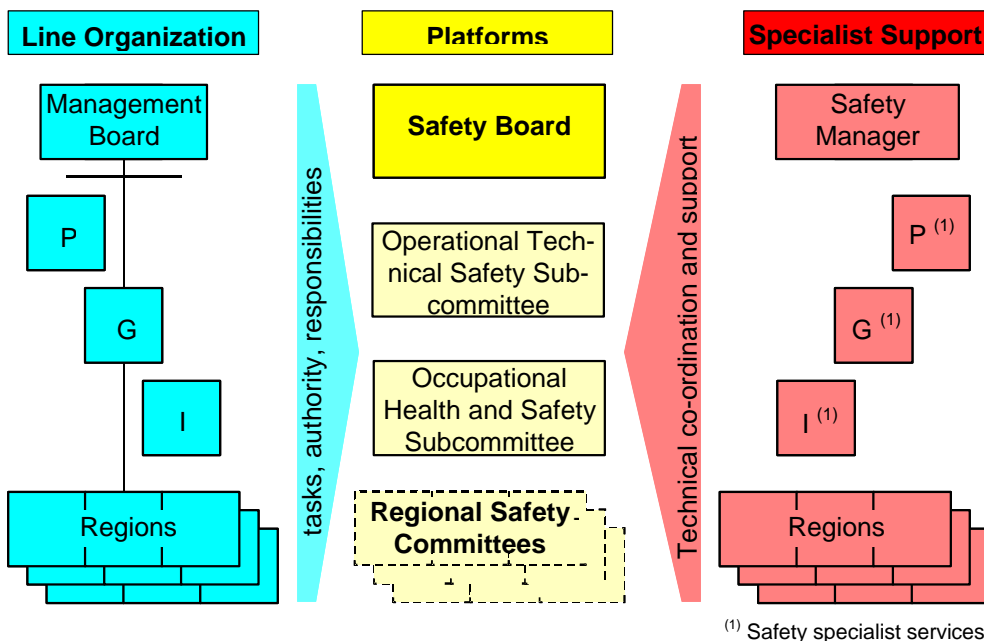 Line Organization
Platforms
Specialist Support
Management
Board
P
G
I
Regions
tasks, authority, responsibilities
Safety Board
Operational Tech-
nical Safety Sub-
committee
Occupational
Health and Safety
Subcommittee
Regional Safety
Committees
Technical co-ordination and support
Safety
Manager
P (1)
G (1)
I (1)
Regions
(1) Safety specialist services